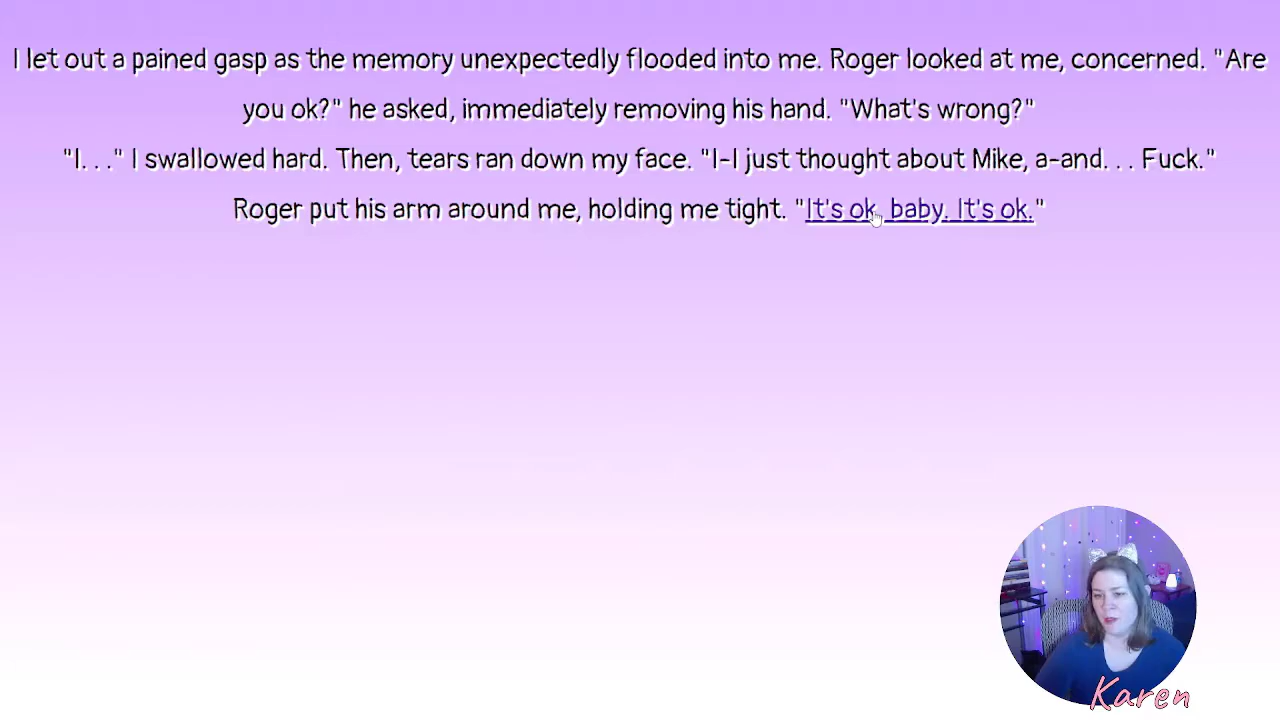 I let out a pained gasp as the memory unexpectedly flooded into me. Roger looked at me, concerned. "Are
you ok?" he asked, immediately removing his hand. "What's wrong?"
"I. . ." I swallowed hard. Then, tears ran down my face. "I-I just thought about Mike, a-and. . . Fuck."
Roger put his arm around me, holding me tight. "It's ok, baby. It's ok."
Karen